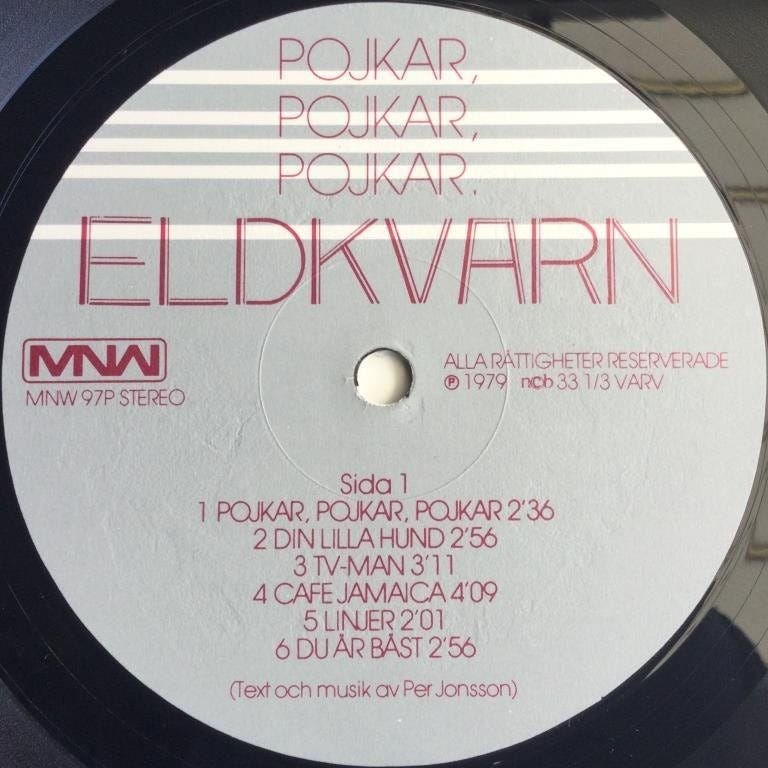 POJKAR,
POJKAR,
POJKAR.
ELDKVARN
MNW
MNW 97P STEREO
ALLA RÄTTIGHETER RESERVERADE
Ⓟ 1979 n©b 33 1/3 VARV
Sida 1
1 POJKAR, POJKAR, POJKAR 2'36
2 DIN LILLA HUND 2'56
3 TV-MAN 3'11
4 CAFE JAMAICA 4'09
5 LINJER 2'01
6 DU ÄR BÄST 2'56
(Text och musik av Per Jonsson)